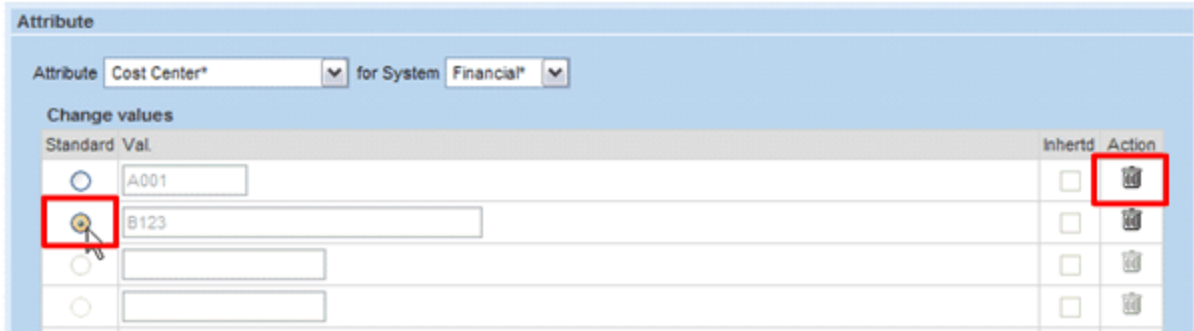 Attribute
Attribute Cost Center* for System Financial*
Change values
Standard Val. Inhertd Action
A001
B123